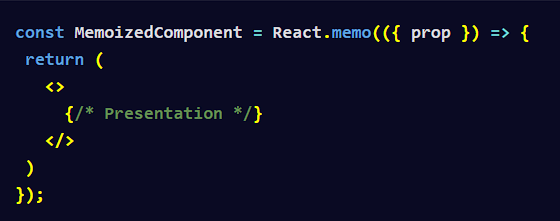 const MemoizedComponent = React.memo(({ prop }) => {
 return (
   <>
     {/* Presentation */}
   </>
 )
});